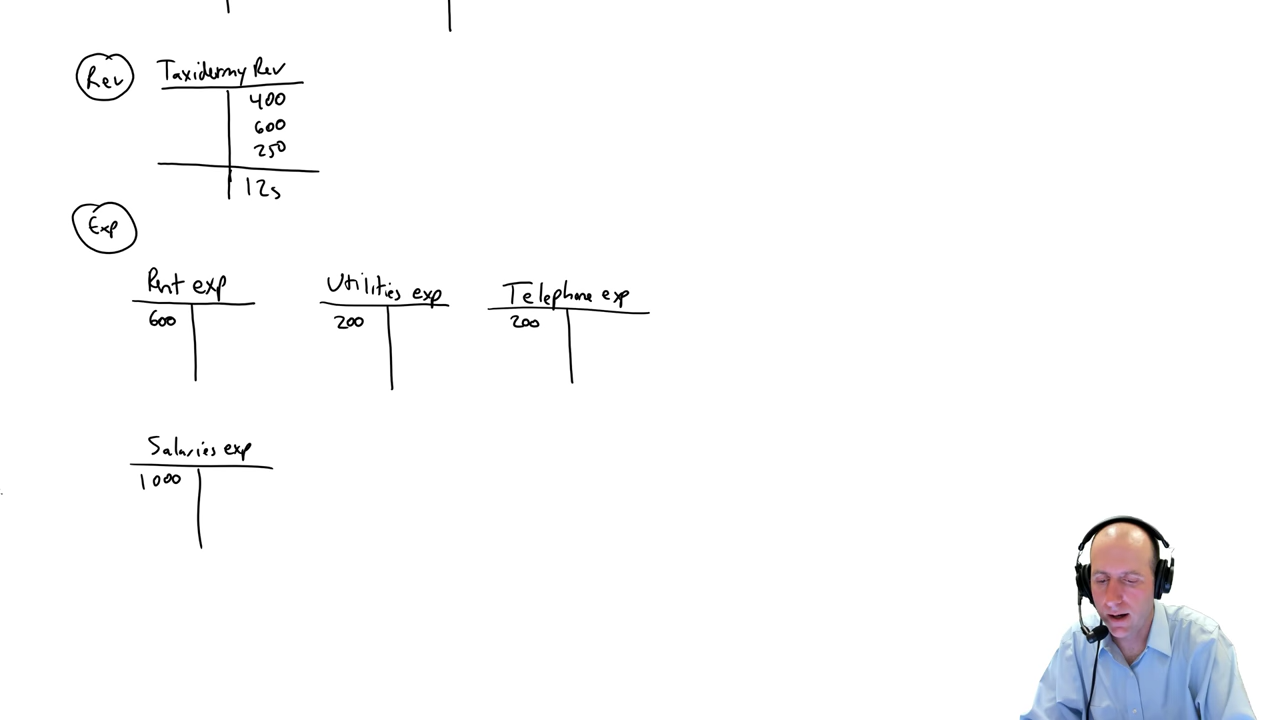 Rev
Taxidermy Rev
400
600
250
125
Exp
Rent exp
600
Utilities exp
200
Telephone exp
200
Salaries exp
1000